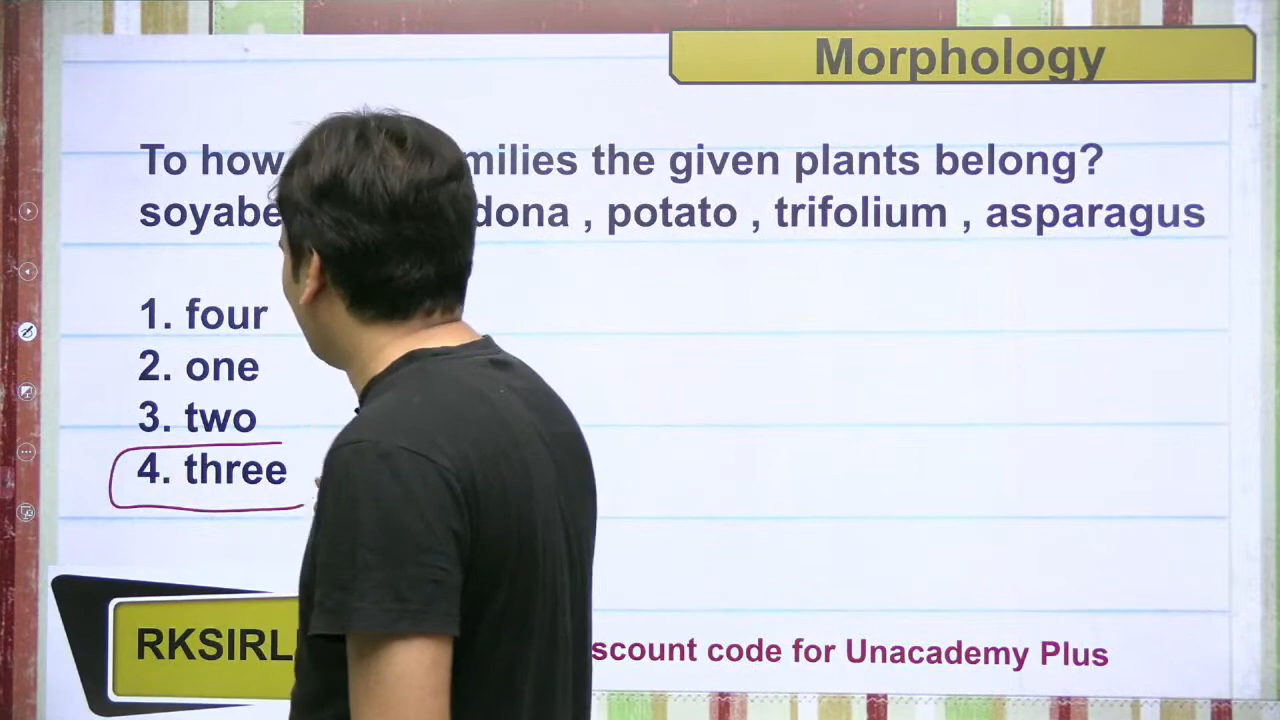 Morphology
To how milies the given plants belong?
soyabe dona , potato , trifolium , asparagus
1. four
2. one
3. two
4. three
RKSIRL scount code for Unacademy Plus